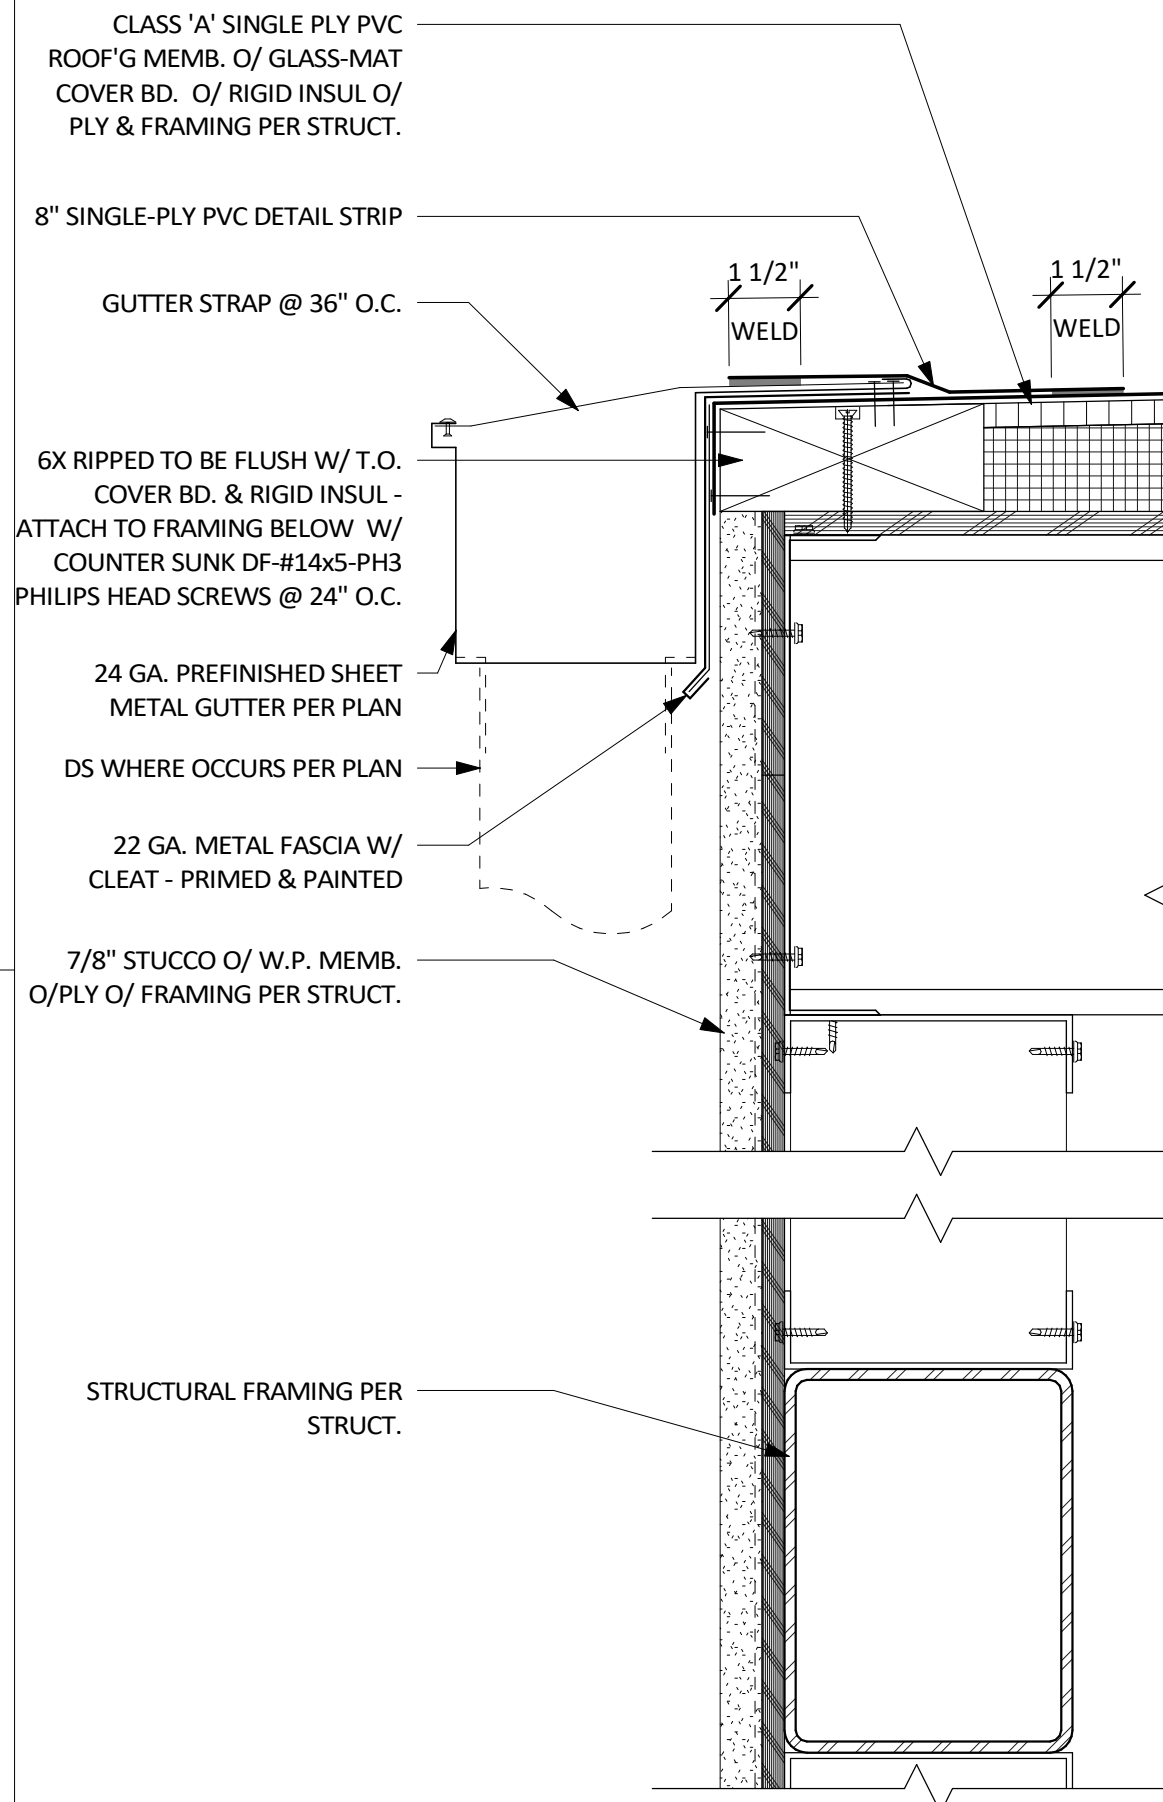 CLASS 'A' SINGLE PLY PVC
ROOF'G MEMB. O/ GLASS-MAT
COVER BD. O/ RIGID INSUL O/
PLY & FRAMING PER STRUCT.
8" SINGLE-PLY PVC DETAIL STRIP
1 1/2"
WELD
1 1/2"
WELD
GUTTER STRAP @ 36" O.C.
6X RIPPED TO BE FLUSH W/ T.O.
COVER BD. & RIGID INSUL -
ATTACH TO FRAMING BELOW W/
COUNTER SUNK DF-#14x5-PH3
PHILIPS HEAD SCREWS @ 24" O.C.
24 GA. PREFINISHED SHEET
METAL GUTTER PER PLAN
DS WHERE OCCURS PER PLAN
22 GA. METAL FASCIA W/
CLEAT - PRIMED & PAINTED
7/8" STUCCO O/ W.P. MEMB.
O/PLY O/ FRAMING PER STRUCT.
STRUCTURAL FRAMING PER
STRUCT.